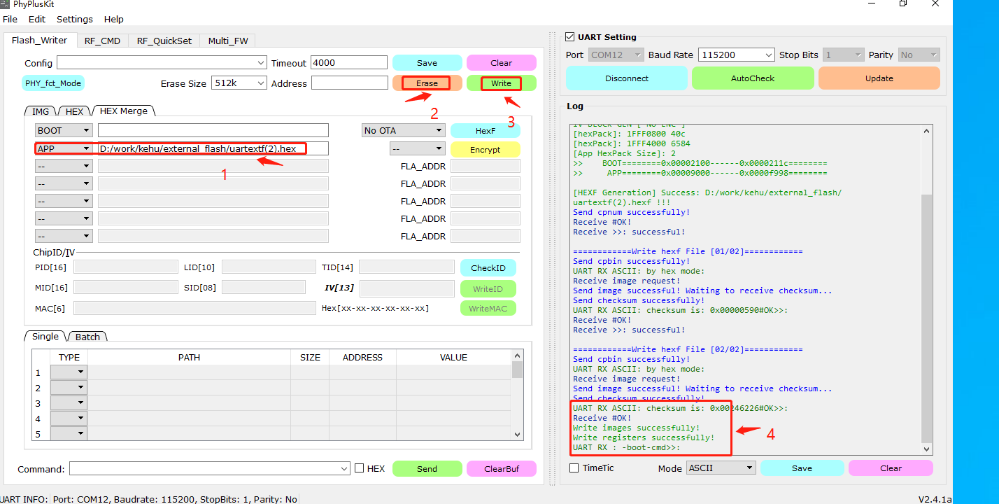 PhyPlusKit
File Edit Settings Help
Flash_Writer RF_CMD RF_QuickSet Multi_FW
Config Timeout 4000 Save Clear
PHY_fct_Mode Erase Size 512k Address Erase Write
2 3
IMG HEX HEX Merge
BOOT No OTA HexF
APP D:/work/kehu/external_flash/uartextf(2).hex -- Encrypt
1
-- FLA_ADDR
-- FLA_ADDR
-- FLA_ADDR
-- FLA_ADDR
-- FLA_ADDR
ChipID/IV
PID[16] LID[10] TID[14] CheckID
MID[16] SID[08] IV[13] WriteID
MAC[6] Hex[xx-xx-xx-xx-xx-xx] WriteMAC
Single Batch
TYPE PATH SIZE ADDRESS VALUE
1
2
3
4
5
Command: HEX Send ClearBuf
UART Setting
Port COM12 Baud Rate 115200 Stop Bits 1 Parity No
Disconnect AutoCheck Update
Log
[hexPack]: 1FFF0800 40c
[hexPack]: 1FFF4000 6584
[App HexPack Size]: 2
>> BOOT========0x00002100------0x0000211c========
>> APP========0x00009000------0x0000f998========
[HEXF Generation] Success: D:/work/kehu/external_flash/
uartextf(2).hexf !!!
Send cpnum successfully!
Receive #OK!
Receive >>: successful!
============Write hexf File [01/02]============
Send cpbin successfully!
UART RX ASCII: by hex mode:
Receive image request!
Send image successful! Waiting to receive checksum...
Send checksum successfully!
UART RX ASCII: checksum is: 0x00000590#OK>>:
Receive #OK!
Receive >>: successful!
============Write hexf File [02/02]============
Send cpbin successfully!
UART RX ASCII: by hex mode:
Receive image request!
Send image successful! Waiting to receive checksum...
Send checksum successfully!
UART RX ASCII: checksum is: 0x00246226#OK>>:
Receive #OK!
Write images successfully!
Write registers successfully!
UART RX : -boot-cmd>>:
4
TimeTic Mode ASCII Save Clear
UART INFO: Port: COM12, Baudrate: 115200, StopBits: 1, Parity: No V2.4.1a